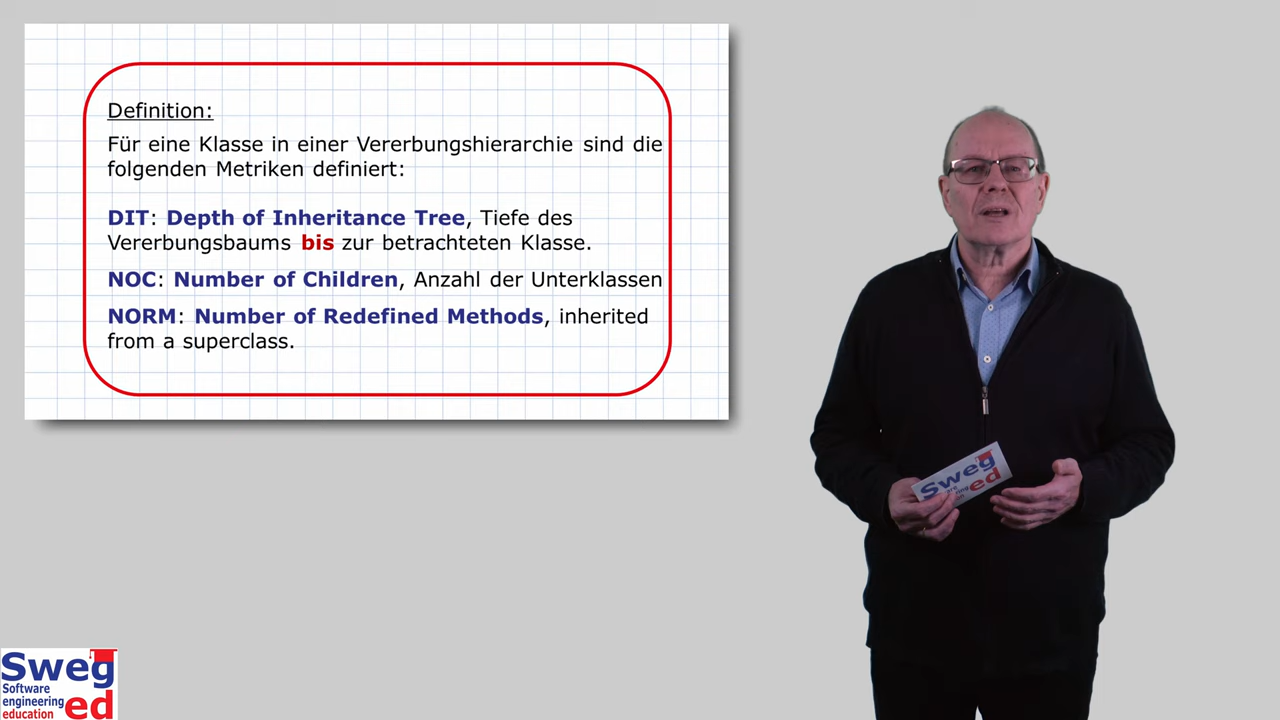 Definition:
Für eine Klasse in einer Vererbungshierarchie sind die
folgenden Metriken definiert:
DIT: Depth of Inheritance Tree, Tiefe des
Vererbungsbaums bis zur betrachteten Klasse.
NOC: Number of Children, Anzahl der Unterklassen
NORM: Number of Redefined Methods, inherited
from a superclass.
Sweg
ed
Sweg
Software
engineering
education
ed